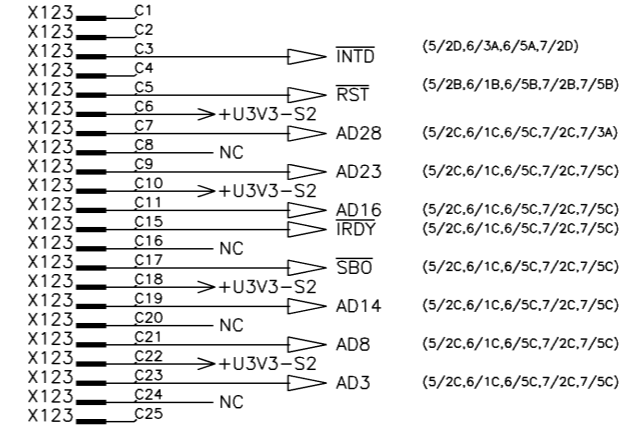 X123 C1
X123 C2
X123 C3 INTD (5/2D,6/3A,6/5A,7/2D)
X123 C4
X123 C5 RST (5/2B,6/1B,6/5B,7/2B,7/5B)
X123 C6 +U3V3-S2
X123 C7 AD28 (5/2C,6/1C,6/5C,7/2C,7/3A)
X123 C8 NC
X123 C9 AD23 (5/2C,6/1C,6/5C,7/2C,7/5C)
X123 C10 +U3V3-S2
X123 C11 AD16 (5/2C,6/1C,6/5C,7/2C,7/5C)
X123 C15 IRDY (5/2C,6/1C,6/5C,7/2C,7/5C)
X123 C16 NC
X123 C17 SBO (5/2C,6/1C,6/5C,7/2C,7/5C)
X123 C18 +U3V3-S2
X123 C19 AD14 (5/2C,6/1C,6/5C,7/2C,7/5C)
X123 C20 NC
X123 C21 AD8 (5/2C,6/1C,6/5C,7/2C,7/5C)
X123 C22 +U3V3-S2
X123 C23 AD3 (5/2C,6/1C,6/5C,7/2C,7/5C)
X123 C24 NC
X123 C25